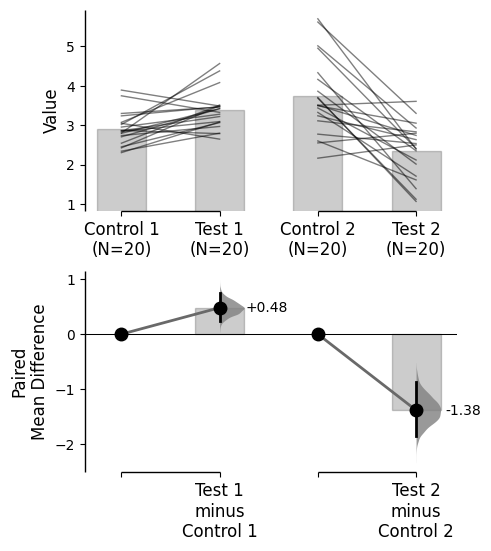 Value
5
4
3
2
1
Control 1 Test 1 Control 2 Test 2
(N=20) (N=20) (N=20) (N=20)
Paired
Mean Difference
1
0
−1
−2
+0.48
-1.38
Test 1 Test 2
minus minus
Control 1 Control 2